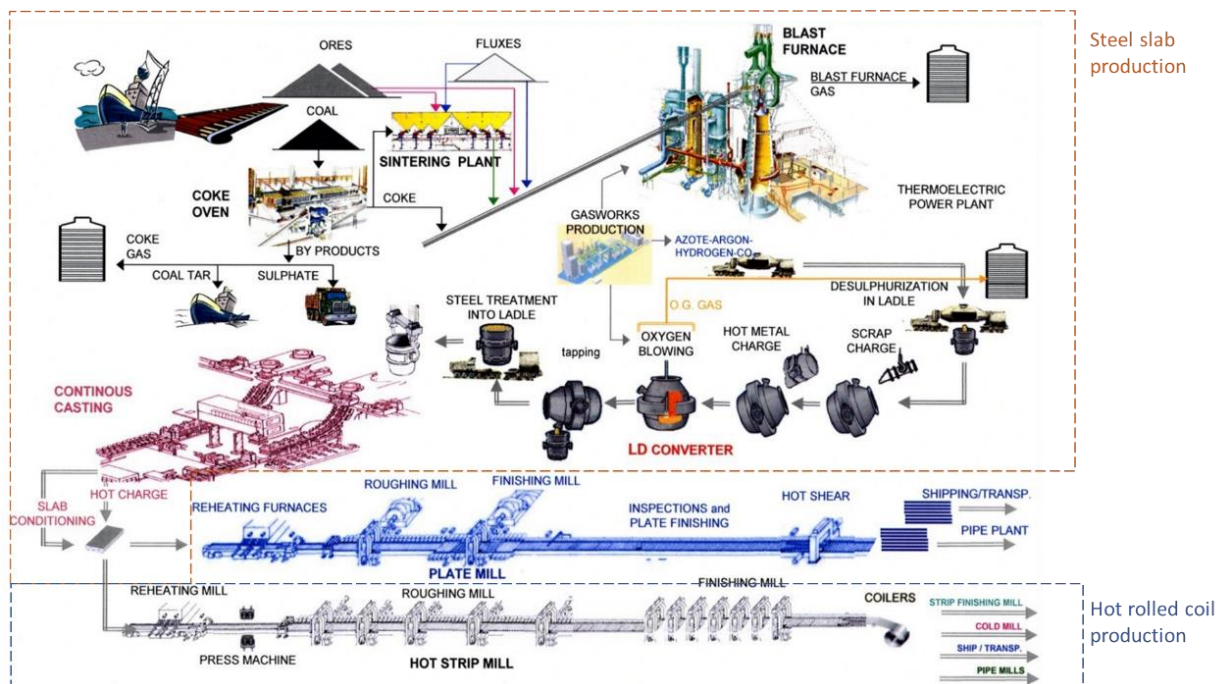 ORES
FLUXES
BLAST
FURNACE
BLAST FURNACE
GAS
Steel slab
production
COAL
SINTERING PLANT
COKE
OVEN
COKE
GASWORKS
PRODUCTION
THERMOELECTRIC
POWER PLANT
BY PRODUCTS
COKE
GAS
COAL TAR
SULPHATE
AZOTE-ARGON-
HYDROGEN-CO
O.G. GAS
DESULPHURIZATION
IN LADLE
STEEL TREATMENT
INTO LADLE
OXYGEN
BLOWING
HOT METAL
CHARGE
SCRAP
CHARGE
tapping
LD CONVERTER
CONTINOUS
CASTING
HOT CHARGE
SLAB
CONDITIONING
REHEATING FURNACES
ROUGHING MILL
FINISHING MILL
INSPECTIONS and
PLATE FINISHING
HOT SHEAR
SHIPPING/TRANSP.
PIPE PLANT
PLATE MILL
REHEATING MILL
ROUGHING MILL
FINISHING MILL
COILERS
PRESS MACHINE
HOT STRIP MILL
STRIP FINISHING MILL
COLD MILL
SHIP / TRANSP.
PIPE MILLS
Hot rolled coil
production